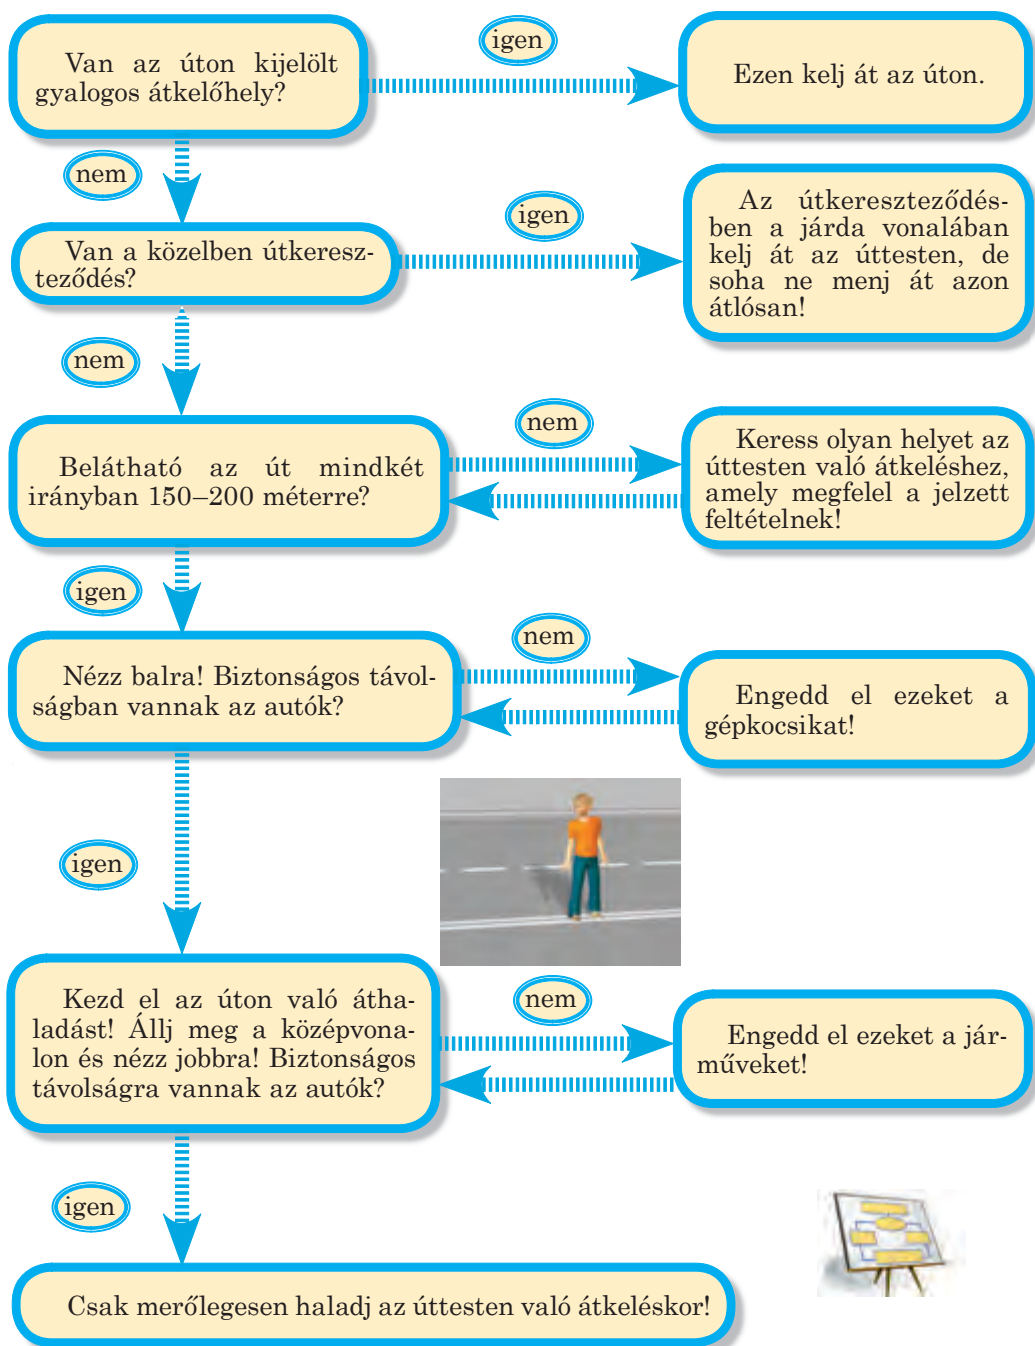 Van az úton kijelölt
gyalogos átkelőhely?
igen
Ezen kelj át az úton.
nem
Van a közelben útkeresz-
teződés?
igen
Az útkereszteződés-
ben a járda vonalában
kelj át az úttesten, de
soha ne menj át azon
átlósan!
nem
Belátható az út mindkét
irányban 150–200 méterre?
nem
Keress olyan helyet az
úttesten való átkeléshez,
amely megfelel a jelzett
feltételnek!
igen
Nézz balra! Biztonságos távol-
ságban vannak az autók?
nem
Engedd el ezeket a
gépkocsikat!
igen
Kezd el az úton való átha-
ladást! Állj meg a középvona-
lon és nézz jobbra! Biztonságos
távolságra vannak az autók?
nem
Engedd el ezeket a jár-
műveket!
igen
Csak merőlegesen haladj az úttesten való átkeléskor!